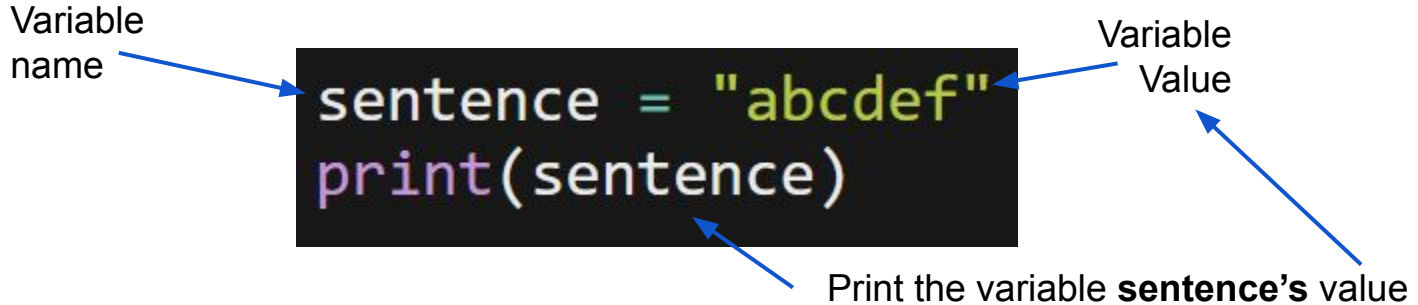 Variable
name
Variable
Value
sentence = "abcdef"
print(sentence)
Print the variable sentence’s value